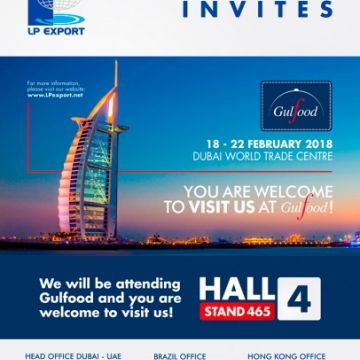 LP EXPORT
INVITES
For more information,
please visit our website:
www.LPexport.net
Gulfood
18 - 22 FEBRUARY 2018
DUBAI WORLD TRADE CENTRE
YOU ARE WELCOME
TO VISIT US AT Gulfood!
We will be attending
Gulfood and you are
welcome to visit us!
HALL 4
STAND 465
HEAD OFFICE DUBAI - UAE
BRAZIL OFFICE
HONG KONG OFFICE